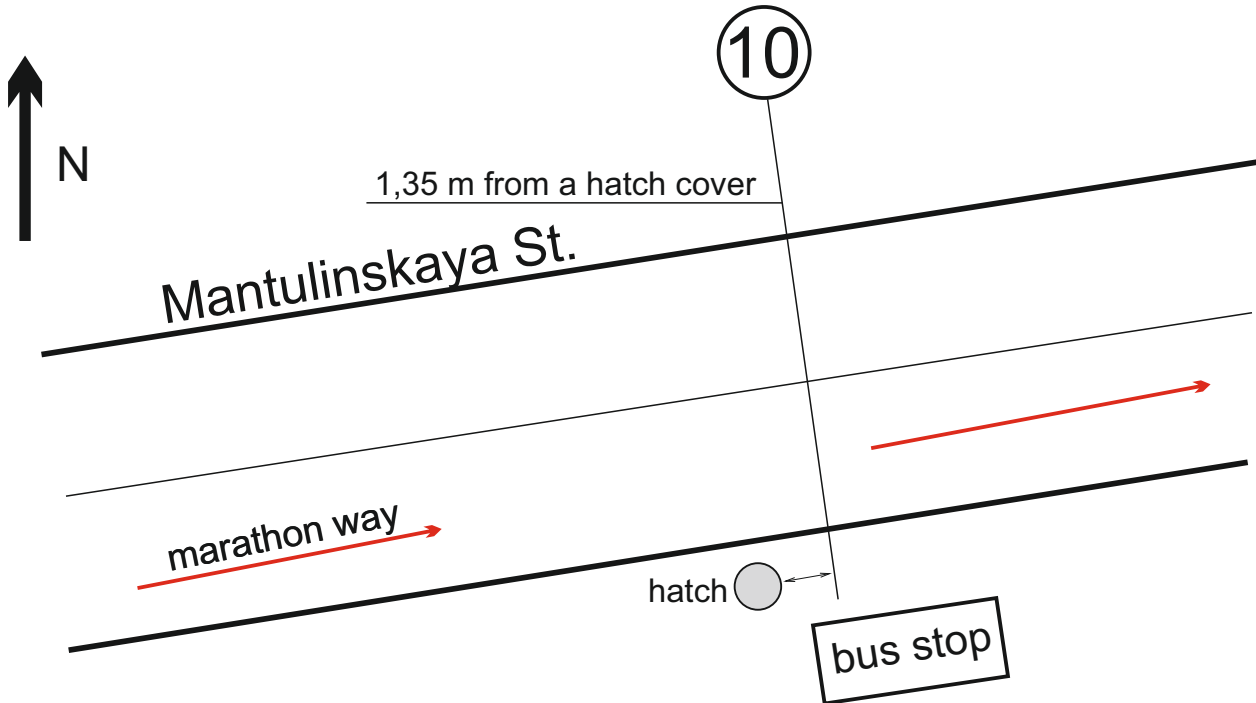 10
N
1,35 m from a hatch cover
Mantulinskaya St.
marathon way
hatch
bus stop